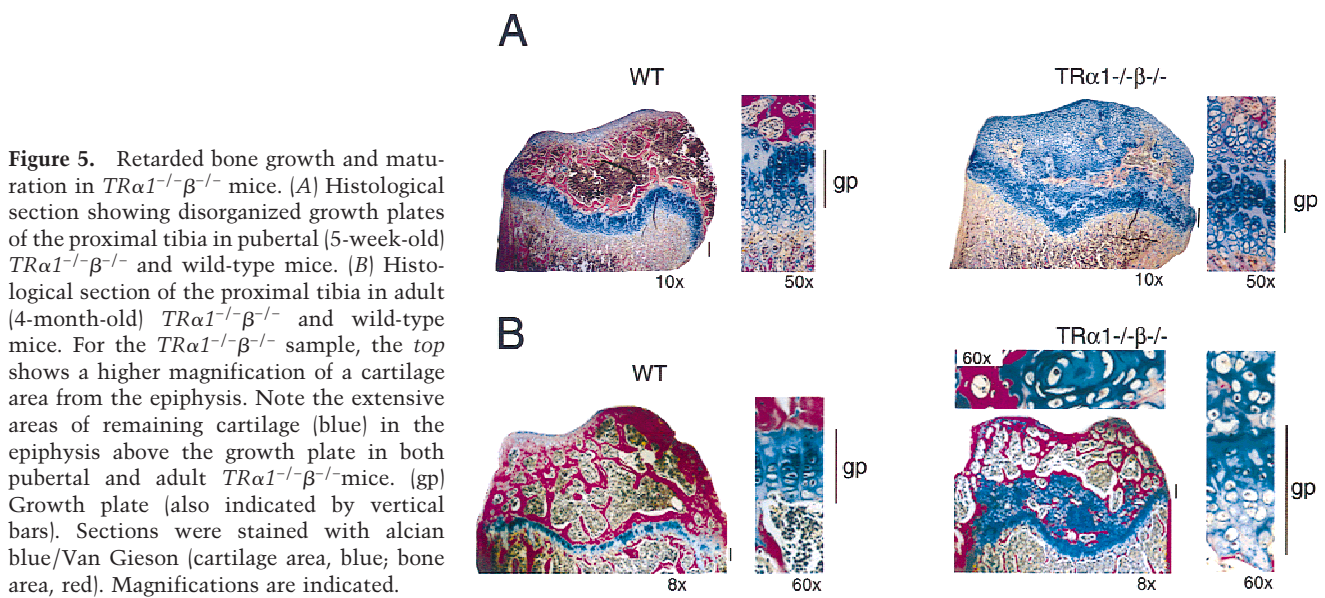 Figure 5. Retarded bone growth and matu-
ration in TRα1−/−β−/− mice. (A) Histological
section showing disorganized growth plates
of the proximal tibia in pubertal (5-week-old)
TRα1−/−β−/− and wild-type mice. (B) Histo-
logical section of the proximal tibia in adult
(4-month-old) TRα1−/−β−/− and wild-type
mice. For the TRα1−/−β−/− sample, the top
shows a higher magnification of a cartilage
area from the epiphysis. Note the extensive
areas of remaining cartilage (blue) in the
epiphysis above the growth plate in both
pubertal and adult TRα1−/−β−/−mice. (gp)
Growth plate (also indicated by vertical
bars). Sections were stained with alcian
blue/Van Gieson (cartilage area, blue; bone
area, red). Magnifications are indicated.
A
WT
TRα1-/-β-/-
gp
gp
10x
50x
10x
50x
B
WT
TRα1-/-β-/-
60x
gp
gp
8x
60x
8x
60x